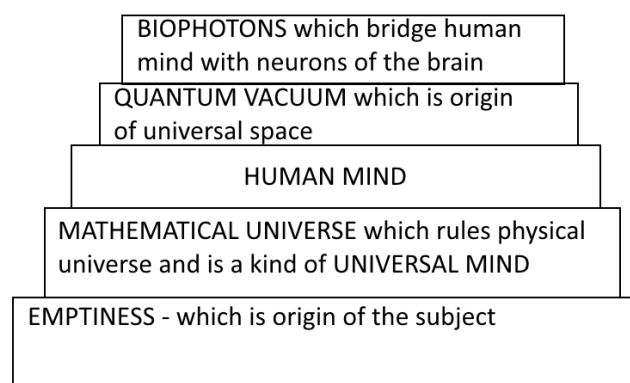 BIOPHOTONS which bridge human
mind with neurons of the brain
QUANTUM VACUUM which is origin
of universal space
HUMAN MIND
MATHEMATICAL UNIVERSE which rules physical
universe and is a kind of UNIVERSAL MIND
EMPTINESS - which is origin of the subject